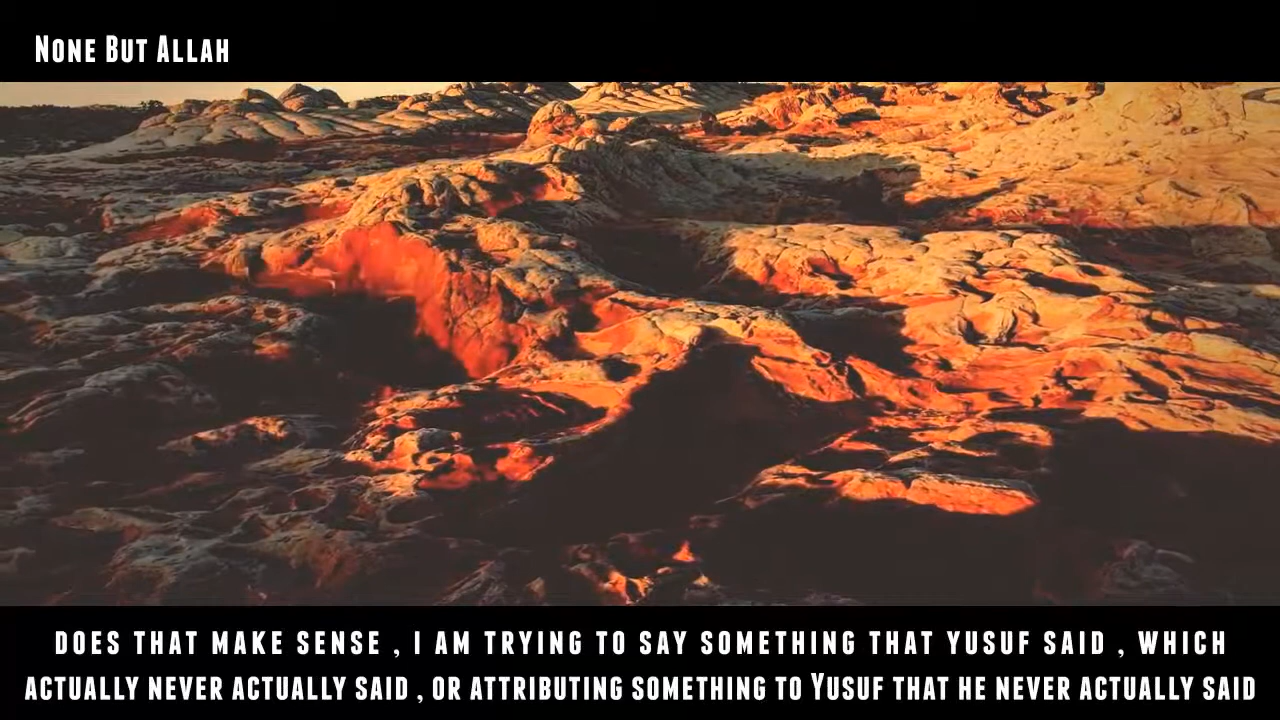 None But Allah
DOES THAT MAKE SENSE , I AM TRYING TO SAY SOMETHING THAT YUSUF SAID , WHICH
ACTUALLY NEVER ACTUALLY SAID , OR ATTRIBUTING SOMETHING TO YUSUF THAT HE NEVER ACTUALLY SAID